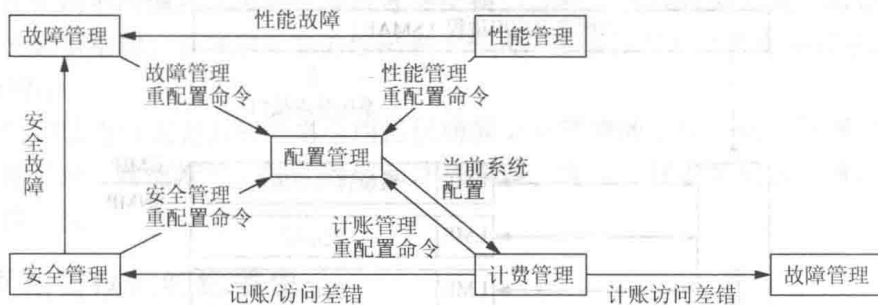 性能故障
故障管理
性能管理
故障管理
重配置命令
性能管理
重配置命令
安全故障
配置管理
当前系统
配置
安全管理
重配置命令
计账管理
重配置命令
安全管理
记账/访问差错
计费管理
计账访问差错
故障管理